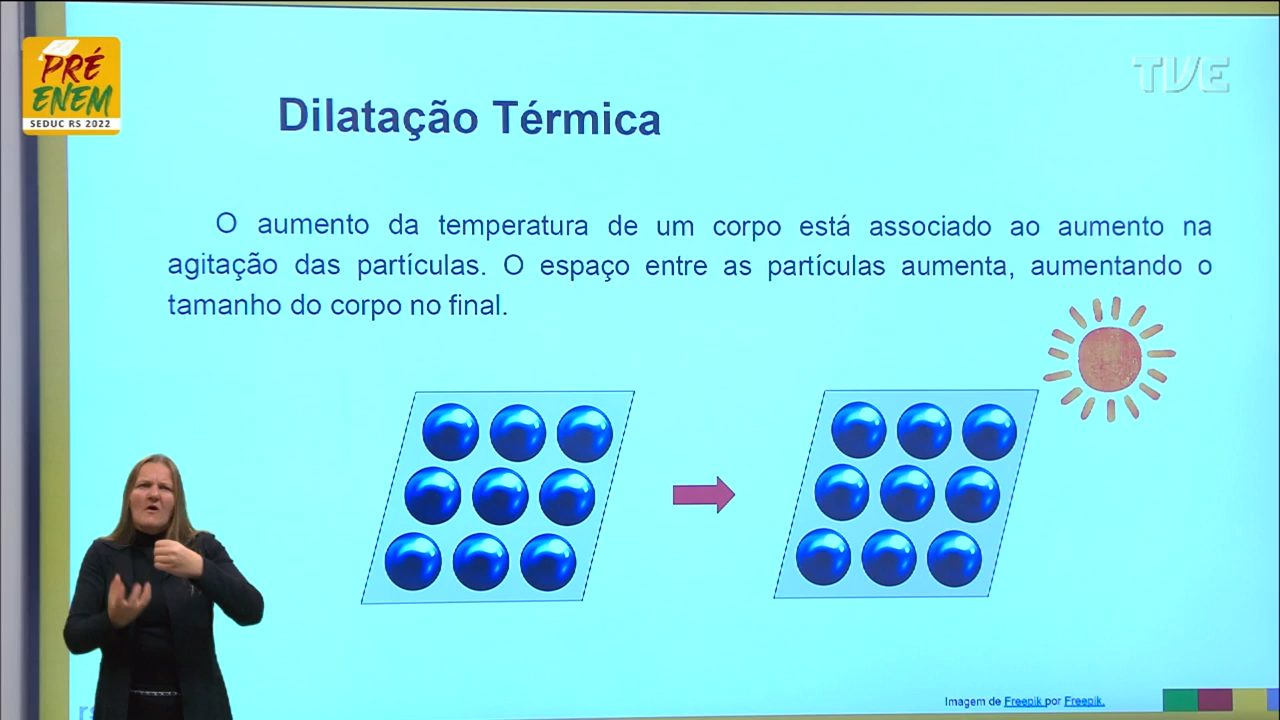 PRÉ
ENEM
SEDUC RS 2022
TVE
Dilatação Térmica
O aumento da temperatura de um corpo está associado ao aumento na
agitação das partículas. O espaço entre as partículas aumenta, aumentando o
tamanho do corpo no final.
Imagem de Freepik por Freepik.